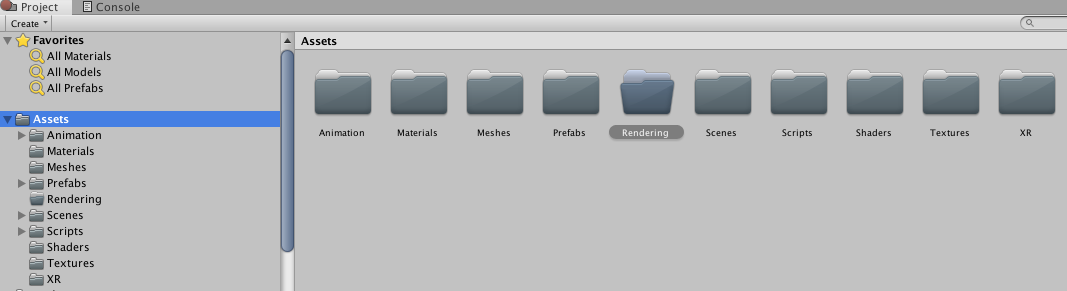 Project
Console
Create
Favorites
All Materials
All Models
All Prefabs
Assets
Animation
Materials
Meshes
Prefabs
Rendering
Scenes
Scripts
Shaders
Textures
XR
Assets
Animation
Materials
Meshes
Prefabs
Rendering
Scenes
Scripts
Shaders
Textures
XR